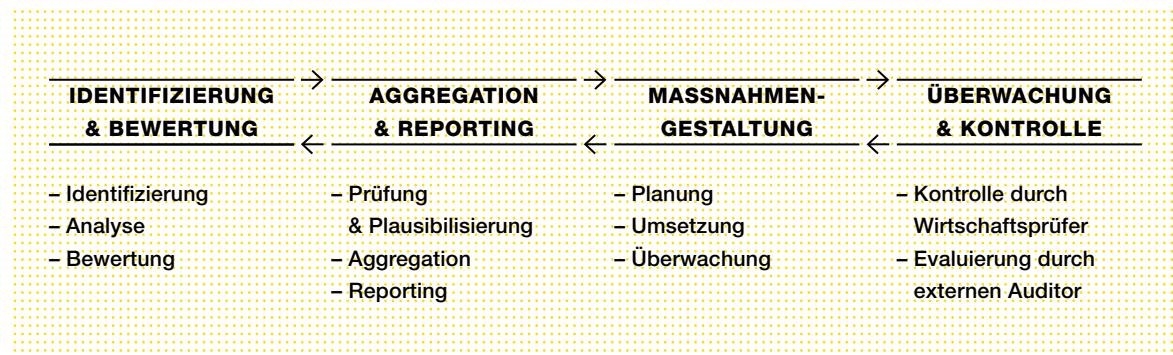 IDENTIFIZIERUNG
& BEWERTUNG
– Identifizierung
– Analyse
– Bewertung
AGGREGATION
& REPORTING
– Prüfung
& Plausibilisierung
– Aggregation
– Reporting
MASSNAHMEN-
GESTALTUNG
– Planung
– Umsetzung
– Überwachung
ÜBERWACHUNG
& KONTROLLE
– Kontrolle durch
Wirtschaftsprüfer
– Evaluierung durch
externen Auditor